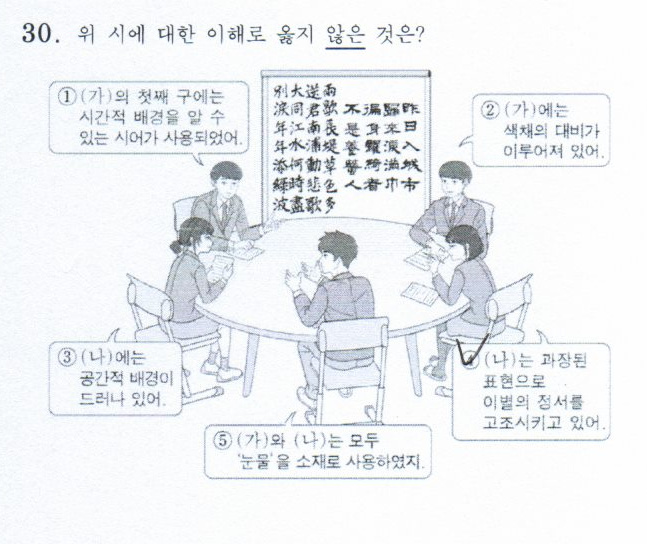 30. 위 시에 대한 이해로 옳지 않은 것은?
昨日入城市
歸來淚滿巾
徧身羅綺者
不是養蠶人
雨歇長堤草色多
送君南浦動悲歌
大同江水何時盡
別淚年年添綠波
① (가)의 첫째 구에는
시간적 배경을 알 수
있는 시어가 사용되었어.
② (가)에는
색채의 대비가
이루어져 있어.
③ (나)에는
공간적 배경이
드러나 있어.
④ (나)는 과장된
표현으로
이별의 정서를
고조시키고 있어.
⑤ (가)와 (나)는 모두
'눈물'을 소재로 사용하였지.